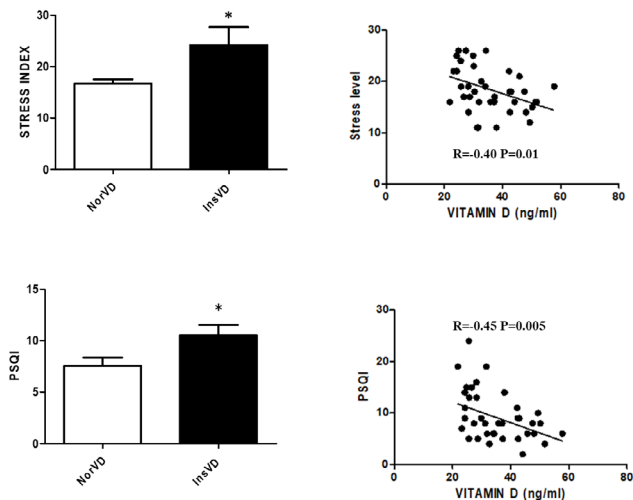 *
30
20
10
0
STRESS INDEX
NorVD
InsVD
30
20
10
0
Stress level
R=-0.40 P=0.01
0
20
40
60
80
VITAMIN D (ng/ml)
*
15
10
5
0
PSQI
NorVD
InsVD
30
20
10
0
PSQI
R=-0.45 P=0.005
0
20
40
60
80
VITAMIN D (ng/ml)